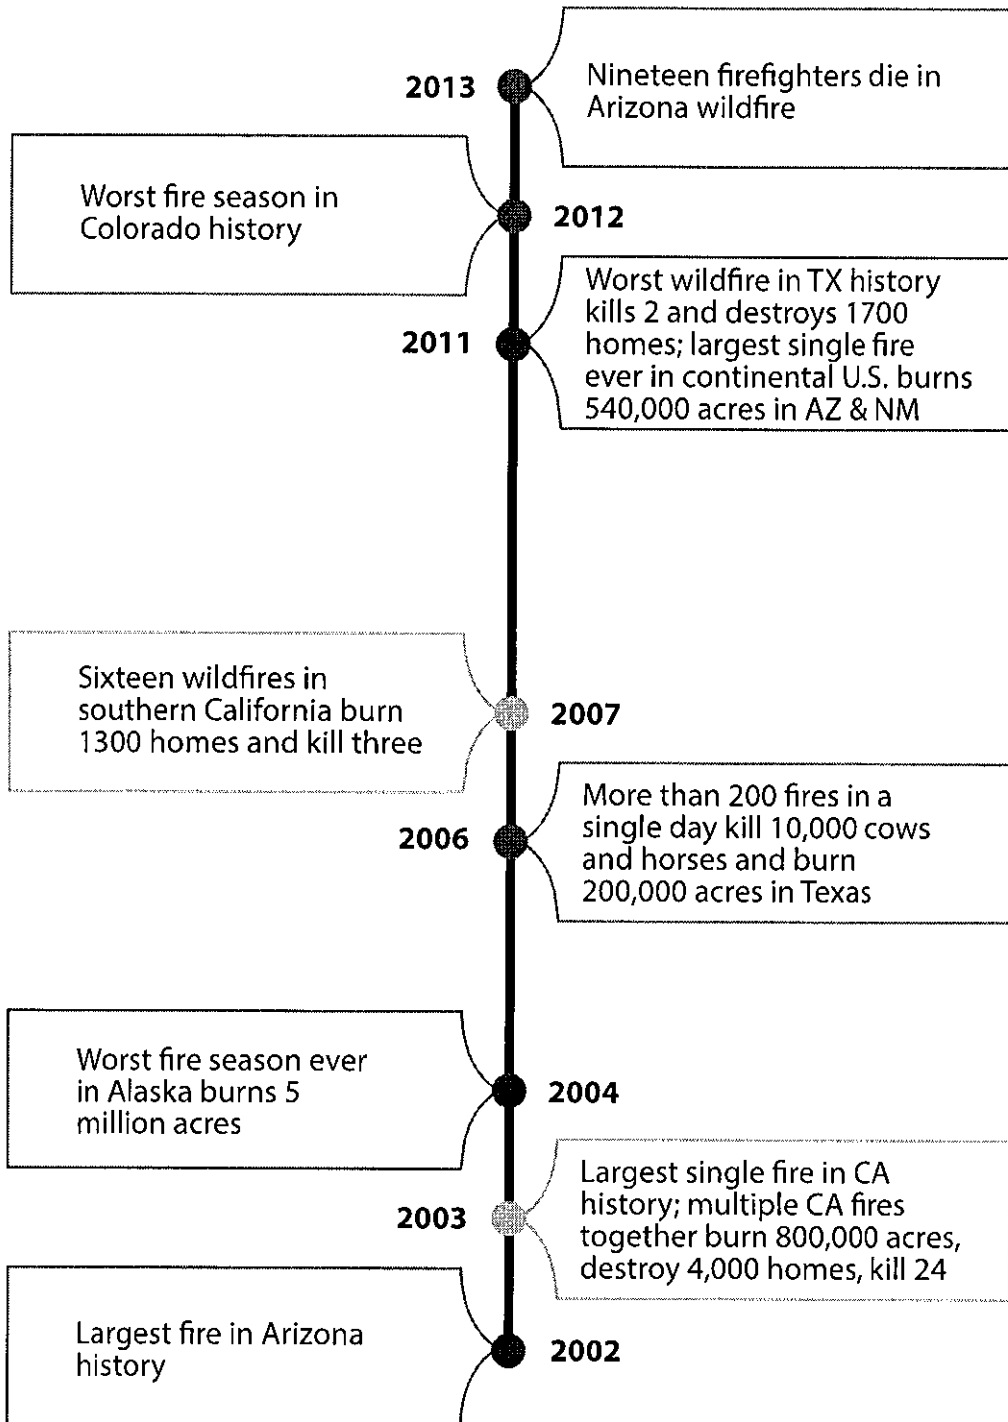 2013
Nineteen firefighters die in
Arizona wildfire
Worst fire season in
Colorado history
2012
2011
Worst wildfire in TX history
kills 2 and destroys 1700
homes; largest single fire
ever in continental U.S. burns
540,000 acres in AZ & NM
Sixteen wildfires in
southern California burn
1300 homes and kill three
2007
2006
More than 200 fires in a
single day kill 10,000 cows
and horses and burn
200,000 acres in Texas
Worst fire season ever
in Alaska burns 5
million acres
2004
2003
Largest single fire in CA
history; multiple CA fires
together burn 800,000 acres,
destroy 4,000 homes, kill 24
Largest fire in Arizona
history
2002